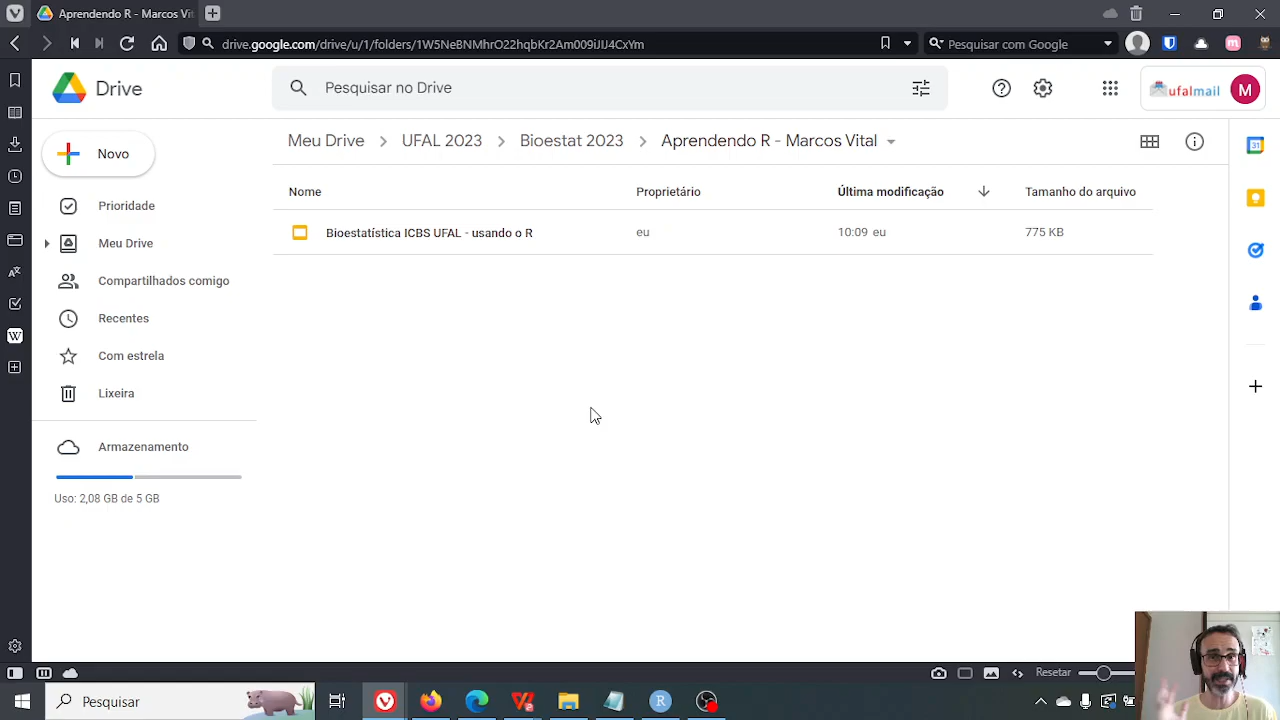 Aprendendo R - Marcos Vit
drive.google.com/drive/u/1/folders/1W5NeBNMhrO22hqbKr2Am009iJIJ4CxYm
Pesquisar com Google
Drive
Pesquisar no Drive
ufalmail
M
Novo
Meu Drive
UFAL 2023
Bioestat 2023
Aprendendo R - Marcos Vital
31
Nome
Proprietário
Última modificação
Tamanho do arquivo
Prioridade
Bioestatística ICBS UFAL - usando o R
eu
10:09 eu
775 KB
Meu Drive
Compartilhados comigo
Recentes
Com estrela
Lixeira
Armazenamento
Uso: 2,08 GB de 5 GB
Resetar
Pesquisar
R